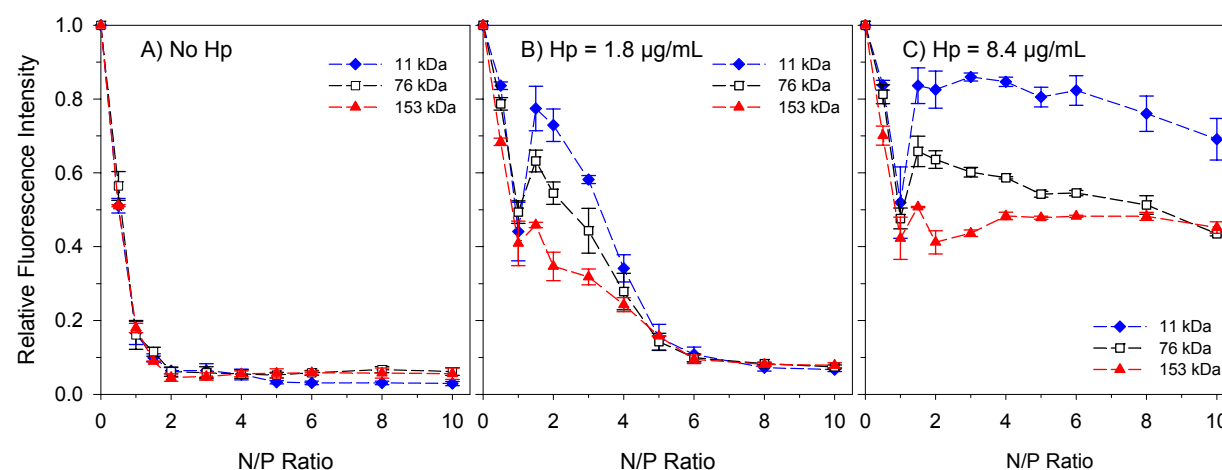 Relative Fluorescence Intensity
1.0
0.8
0.6
0.4
0.2
0.0
A) No Hp
11 kDa
76 kDa
153 kDa
0 2 4 6 8 10
N/P Ratio
B) Hp = 1.8 µg/mL
11 kDa
76 kDa
153 kDa
0 2 4 6 8 10
N/P Ratio
C) Hp = 8.4 µg/mL
11 kDa
76 kDa
153 kDa
0 2 4 6 8 10
N/P Ratio